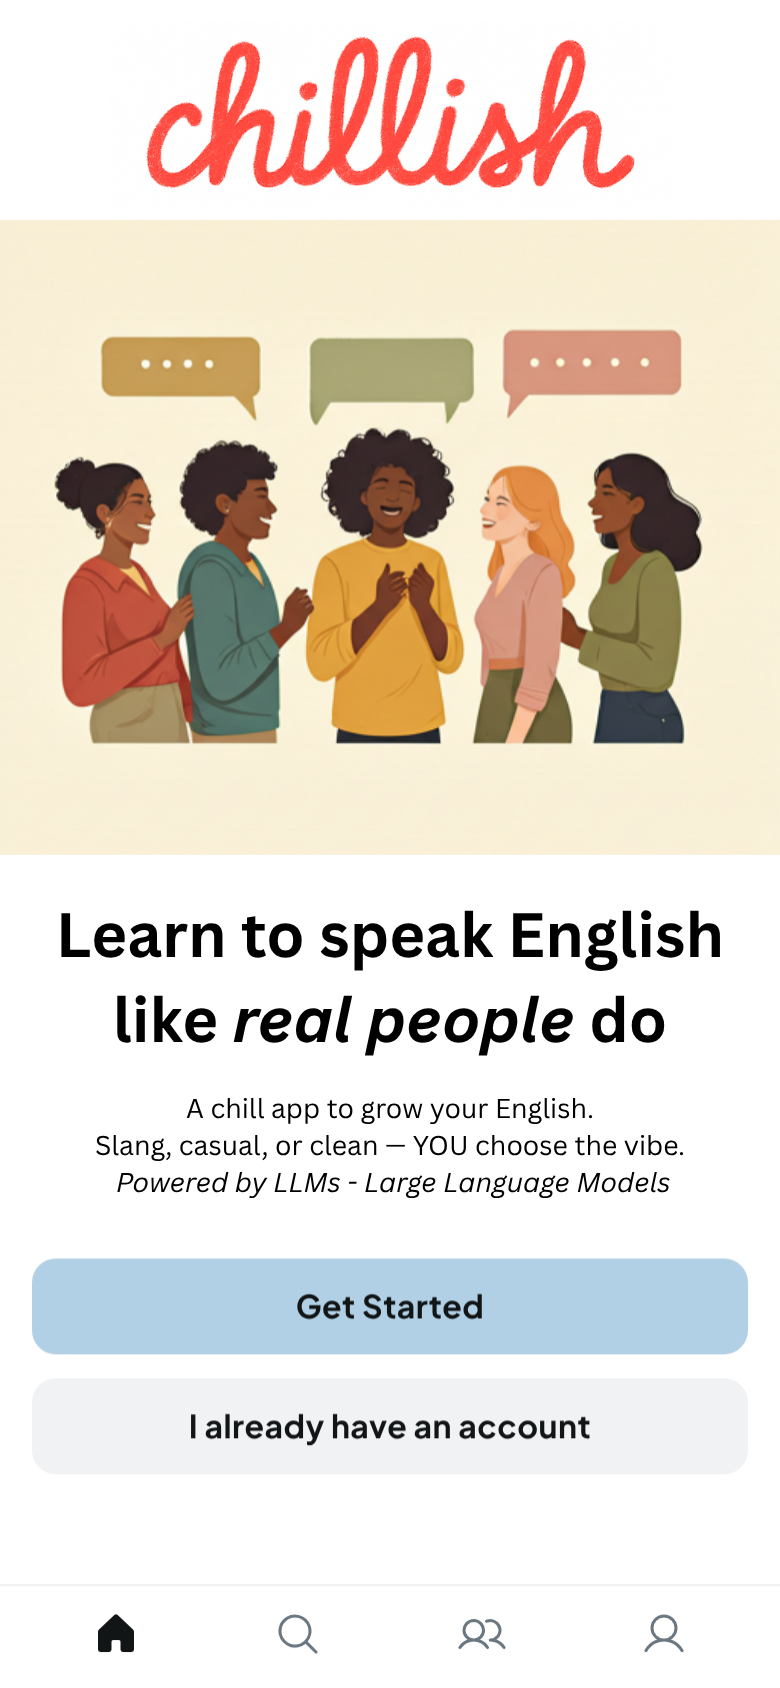 chillish
Learn to speak English
like real people do
A chill app to grow your English.
Slang, casual, or clean — YOU choose the vibe.
Powered by LLMs - Large Language Models
Get Started
I already have an account